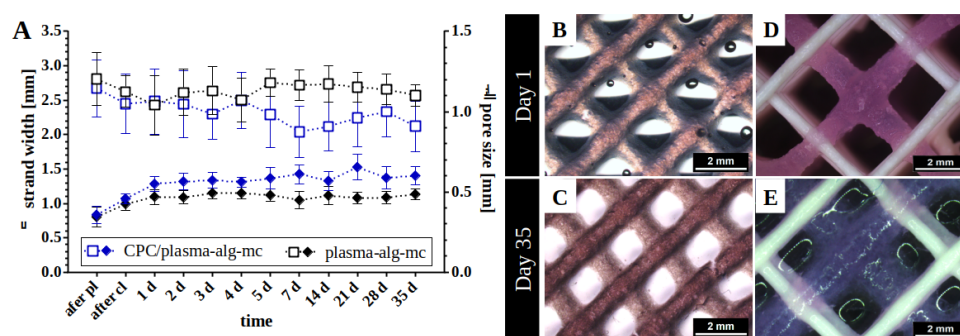 A
3.5
3.0
2.5
2.0
1.5
1.0
0.5
0.0
strand width [mm]
1.5
1.0
0.5
0.0
pore size [mm]
CPC/plasma-alg-mc
plasma-alg-mc
afer pl
after cl
1 d
2 d
3 d
4 d
5 d
7 d
14 d
21 d
28 d
35 d
time
Day 1
Day 35
B
2 mm
D
2 mm
C
2 mm
E
2 mm